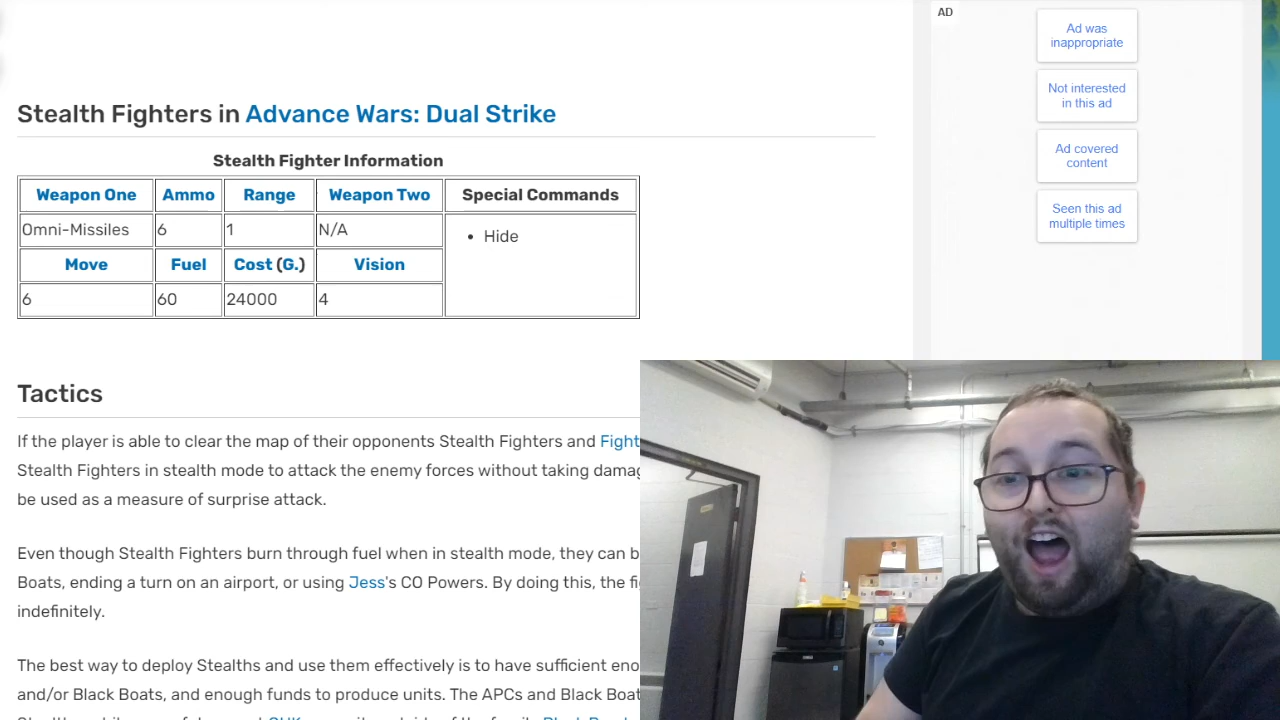 AD
Ad was
inappropriate
Not interested
in this ad
Ad covered
content
Seen this ad
multiple times
Stealth Fighters in Advance Wars: Dual Strike
Stealth Fighter Information
Weapon One Ammo Range Weapon Two Special Commands
Omni-Missiles 6 1 N/A • Hide
Move Fuel Cost (G.) Vision
6 60 24000 4
Tactics
If the player is able to clear the map of their opponents Stealth Fighters and
Stealth Fighters in stealth mode to attack the enemy forces without taking
be used as a measure of surprise attack.
Even though Stealth Fighters burn through fuel when in stealth mode, they can
Boats, ending a turn on an airport, or using Jess's CO Powers. By doing this, the
indefinitely.
The best way to deploy Stealths and use them effectively is to have sufficient
and/or Black Boats, and enough funds to produce units. The APCs and Black